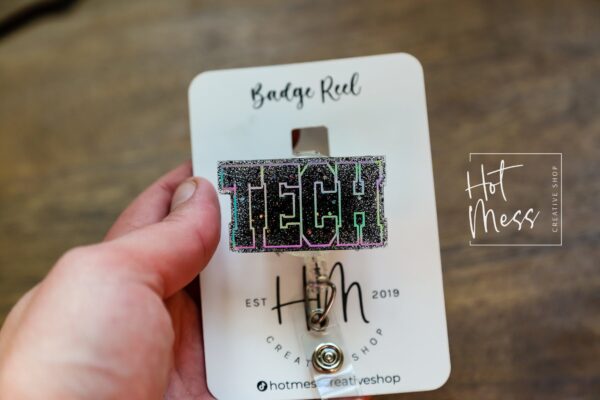 Badge Reel
TECH
EST HM 2019
CREATIVE SHOP
hotmesscreativeshop
Hot
Mess
CREATIVE SHOP